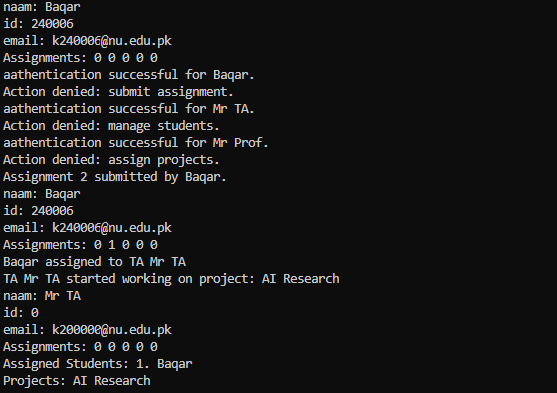 naam: Baqar
id: 240006
email: k240006@nu.edu.pk
Assignments: 0 0 0 0 0
aathentication successful for Baqar.
Action denied: submit assignment.
aathentication successful for Mr TA.
Action denied: manage students.
aathentication successful for Mr Prof.
Action denied: assign projects.
Assignment 2 submitted by Baqar.
naam: Baqar
id: 240006
email: k240006@nu.edu.pk
Assignments: 0 1 0 0 0
Baqar assigned to TA Mr TA
TA Mr TA started working on project: AI Research
naam: Mr TA
id: 0
email: k200000@nu.edu.pk
Assignments: 0 0 0 0 0
Assigned Students: 1. Baqar
Projects: AI Research